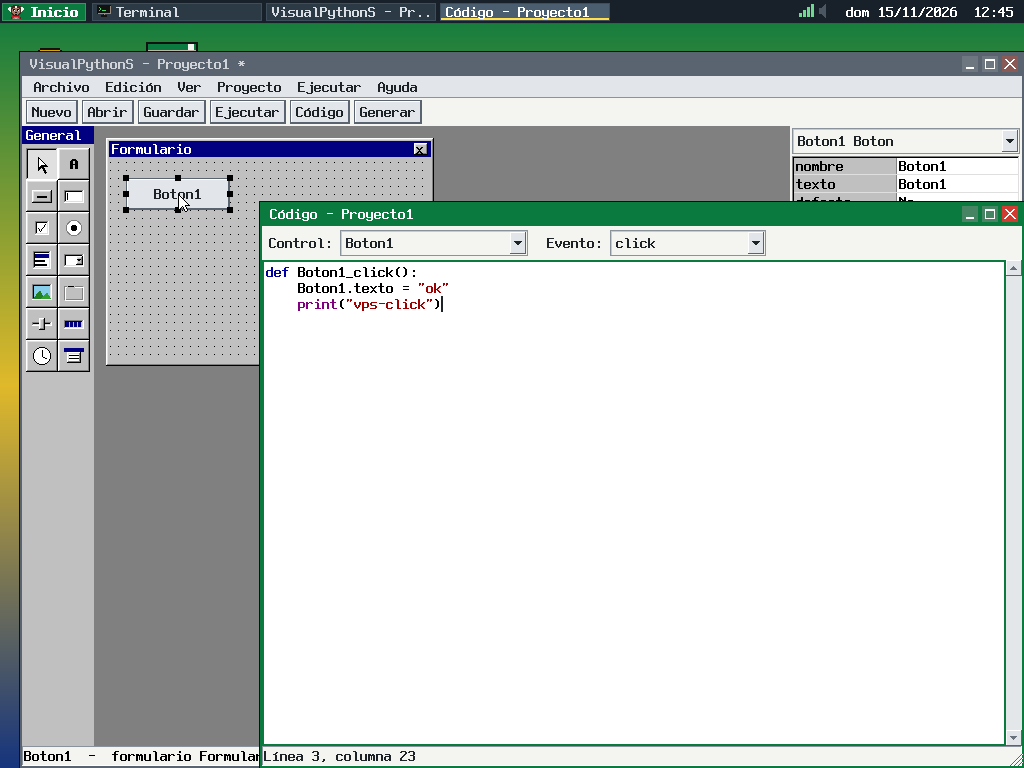 Inicio
Terminal
VisualPythonS - Pr..
Código - Proyecto1
dom 15/11/2026 12:45
VisualPythonS - Proyecto1 *
Archivo Edición Ver Proyecto Ejecutar Ayuda
Nuevo Abrir Guardar Ejecutar Código Generar
General
A
Formulario
Boton1
Boton1 Boton
nombre Boton1
texto Boton1
Código - Proyecto1
Control: Boton1 Evento: click
def Boton1_click():
    Boton1.texto = "ok"
    print("vps-click")
Boton1 - formulario Formular
Línea 3, columna 23